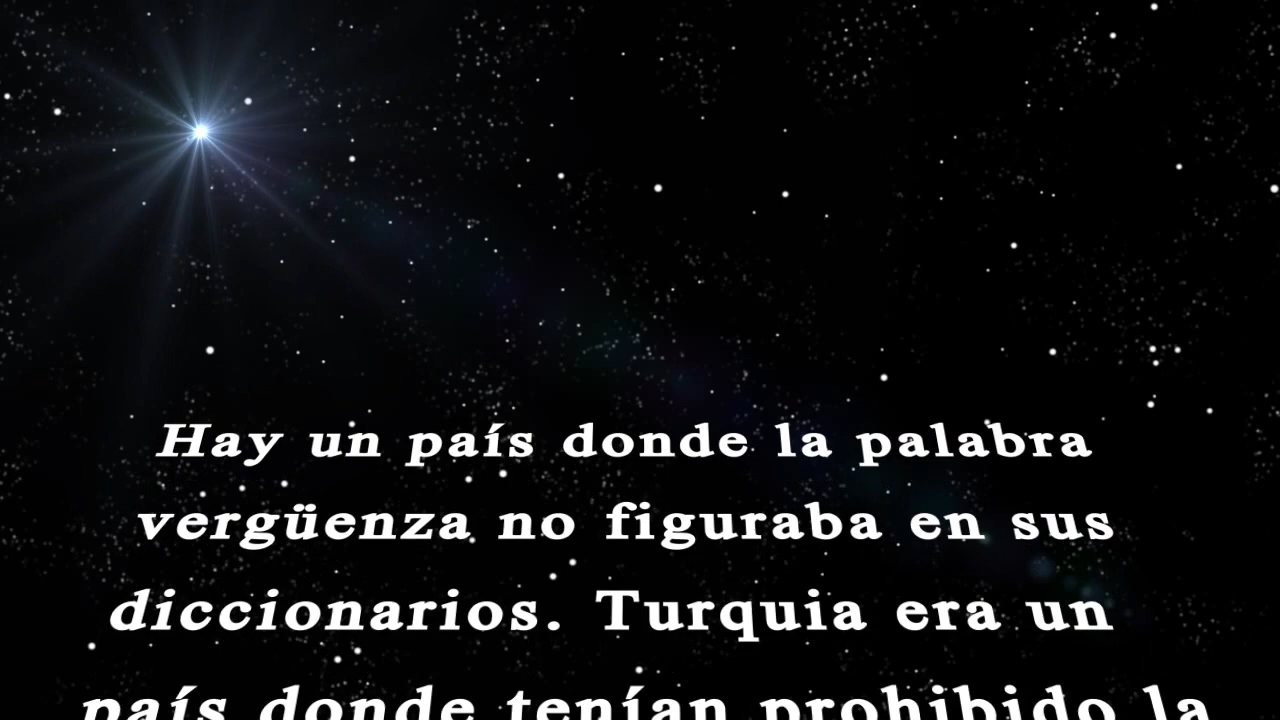 Hay un país donde la palabra
vergüenza no figuraba en sus
diccionarios. Turquia era un
país donde tenían prohibido la